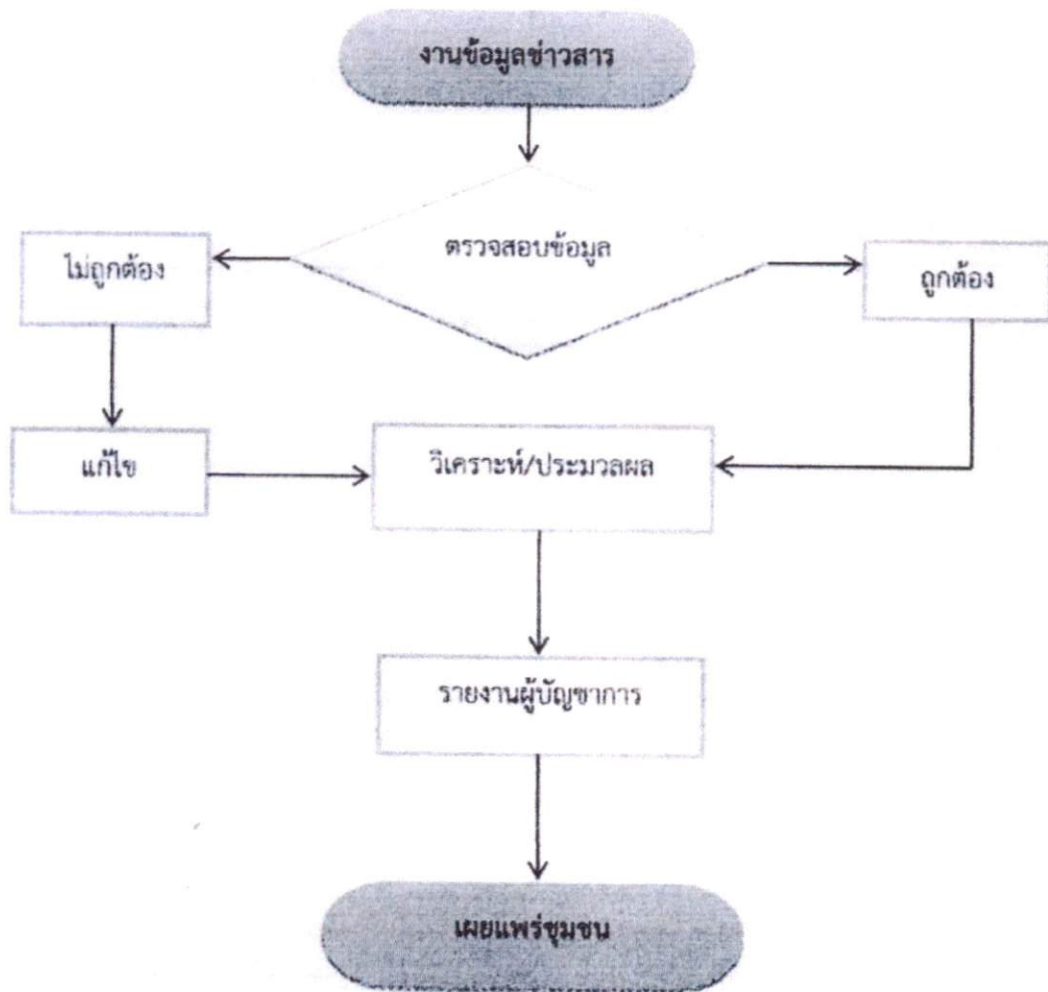 งานข้อมูลข่าวสาร
ตรวจสอบข้อมูล
ไม่ถูกต้อง
ถูกต้อง
แก้ไข
วิเคราะห์/ประมวลผล
รายงานผู้บัญชาการ
เผยแพร่ชุมชน